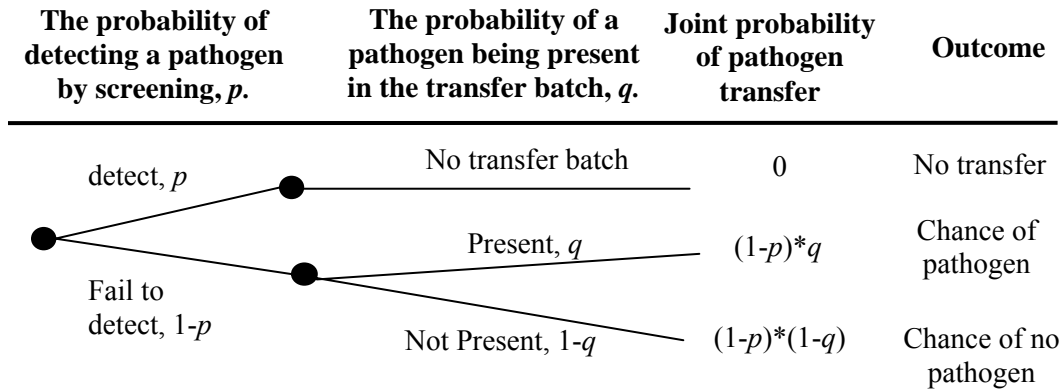 The probability of
detecting a pathogen
by screening, p.
The probability of a
pathogen being present
in the transfer batch, q.
Joint probability
of pathogen
transfer
Outcome
detect, p
No transfer batch
0
No transfer
Present, q
(1-p)*q
Chance of
pathogen
Fail to
detect, 1-p
Not Present, 1-q
(1-p)*(1-q)
Chance of no
pathogen